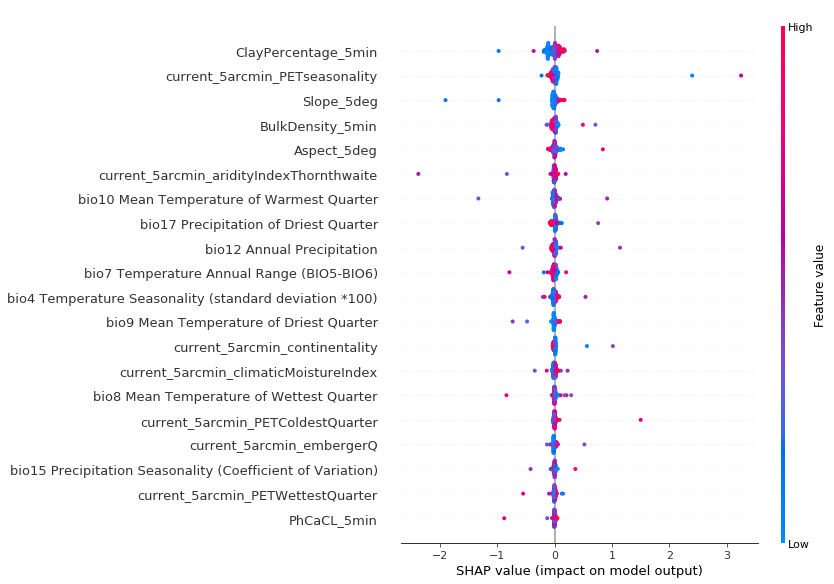 High
ClayPercentage_5min
current_5arcmin_PETseasonality
Slope_5deg
BulkDensity_5min
Aspect_5deg
current_5arcmin_aridityIndexThornthwaite
bio10 Mean Temperature of Warmest Quarter
bio17 Precipitation of Driest Quarter
bio12 Annual Precipitation
bio7 Temperature Annual Range (BIO5-BIO6)
bio4 Temperature Seasonality (standard deviation *100)
bio9 Mean Temperature of Driest Quarter
current_5arcmin_continentality
current_5arcmin_climaticMoistureIndex
bio8 Mean Temperature of Wettest Quarter
current_5arcmin_PETColdestQuarter
current_5arcmin_embergerQ
bio15 Precipitation Seasonality (Coefficient of Variation)
current_5arcmin_PETWettestQuarter
PhCaCL_5min
Feature value
Low
−2 −1 0 1 2 3
SHAP value (impact on model output)